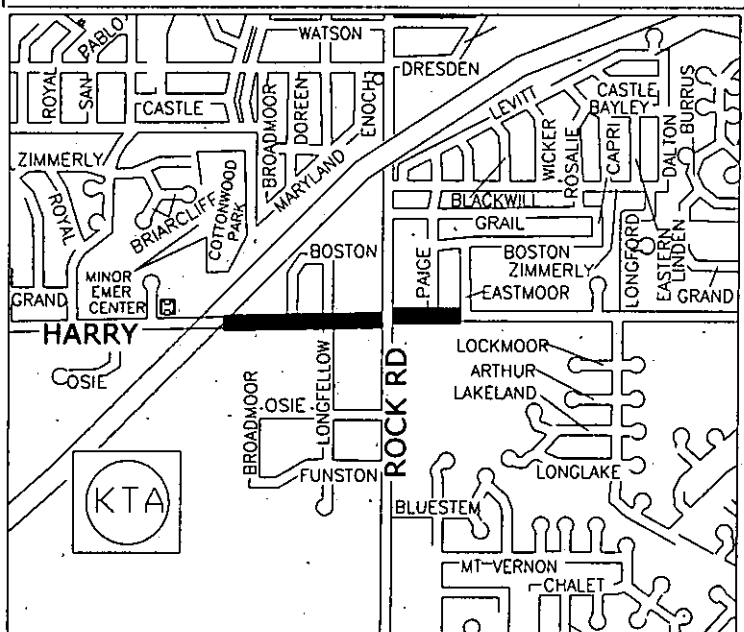 PABLO
WATSON
ROYAL
SAN
DRESDEN
CASTLE
BROADMOOR
DOREEN
ENOCH
LEVITT
CASTLE
BAYLEY
BURRUS
DALTON
ZIMMERLY
MARYLAND
WICKER
ROSALIE
CAPRI
ROYAL
BRIARCLIFF
COTTONWOOD
PARK
BLACKWILL
GRAIL
BOSTON
BOSTON
ZIMMERLY
LONGFORD
EASTERN
LINDEN
MINOR
EMER
CENTER
H
PAIGE
GRAND
EASTMOOR
GRAND
HARRY
ROCK RD
OSIE
LOCKMOOR
ARTHUR
LAKELAND
BROADMOOR
OSIE
LONGFELLOW
FUNSTON
LONGLAKE
KTA
BLUESTEM
MT VERNON
CHALET